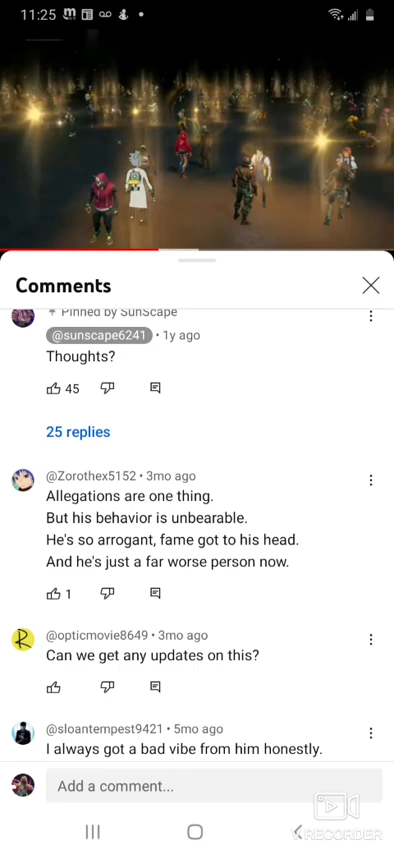 11:25
Comments
Pinned by SunScape
@sunscape6241 • 1y ago
Thoughts?
45
25 replies
@Zorothex5152 • 3mo ago
Allegations are one thing.
But his behavior is unbearable.
He's so arrogant, fame got to his head.
And he's just a far worse person now.
1
@opticmovie8649 • 3mo ago
Can we get any updates on this?
@sloantempest9421 • 5mo ago
I always got a bad vibe from him honestly.
Add a comment...
V RECORDER